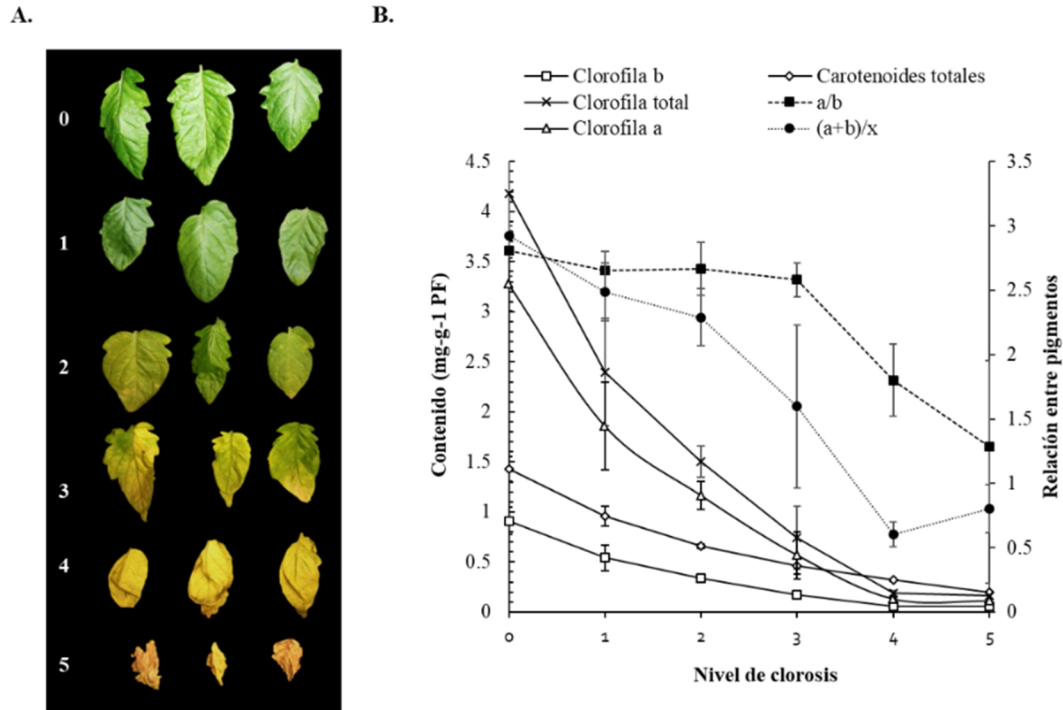 A.
0
1
2
3
4
5
B.
Clorofila b
Carotenoides totales
Clorofila total
a/b
Clorofila a
(a+b)/x
4.5
4
3.5
3
2.5
2
1.5
1
0.5
0
Contenido (mg-g-1 PF)
3.5
3
2.5
2
1.5
1
0.5
0
Relación entre pigmentos
0 1 2 3 4 5
Nivel de clorosis